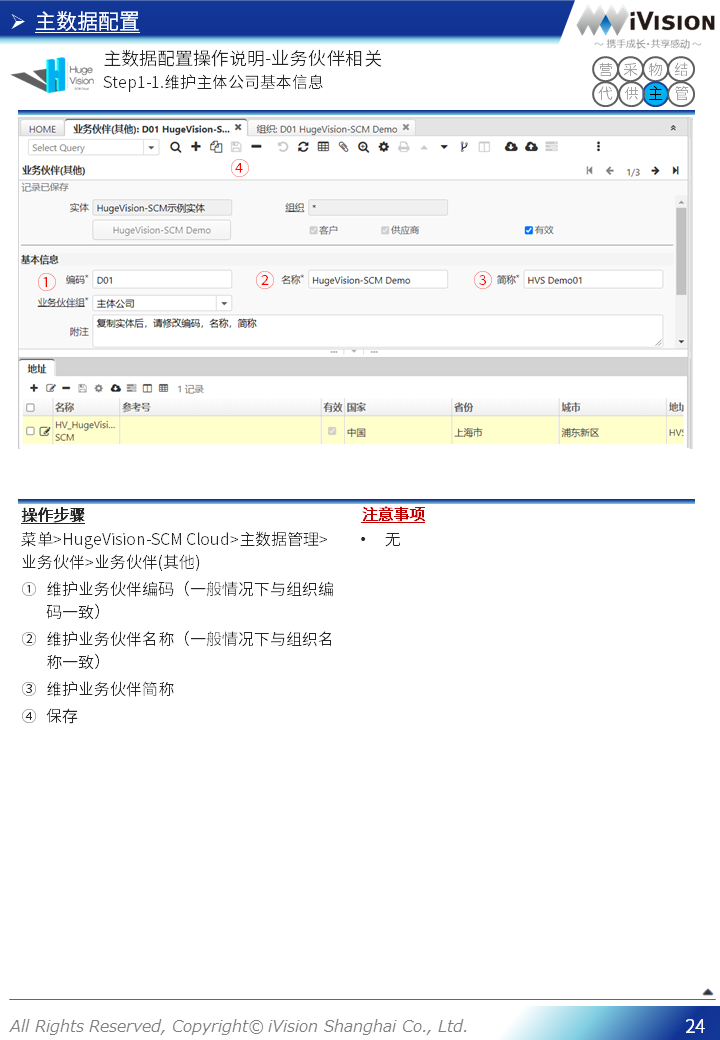 ➢ 主数据配置
iVision
～ 携手成长·共享感动 ～
Huge
Vision
SCM Cloud
主数据配置操作说明-业务伙伴相关
Step1-1.维护主体公司基本信息
营 采 物 结
代 供 主 管
HOME 业务伙伴(其他): D01 HugeVision-S... × 组织: D01 HugeVision-SCM Demo ×
Select Query
④
业务伙伴(其他) 1/3
记录已保存
实体 HugeVision-SCM示例实体 组织 *
HugeVision-SCM Demo 客户 供应商 有效
基本信息
① 编码* D01 ② 名称* HugeVision-SCM Demo ③ 简称* HVS Demo01
业务伙伴组* 主体公司
附注 复制实体后，请修改编码，名称，简称
地址
1 记录
名称 参考号 有效 国家 省份 城市 地址
HV_HugeVisi...
SCM 中国 上海市 浦东新区 HVS
操作步骤
菜单>HugeVision-SCM Cloud>主数据管理>
业务伙伴>业务伙伴(其他)
① 维护业务伙伴编码（一般情况下与组织编
码一致）
② 维护业务伙伴名称（一般情况下与组织名
称一致）
③ 维护业务伙伴简称
④ 保存
注意事项
• 无
All Rights Reserved, Copyright© iVision Shanghai Co., Ltd.
24